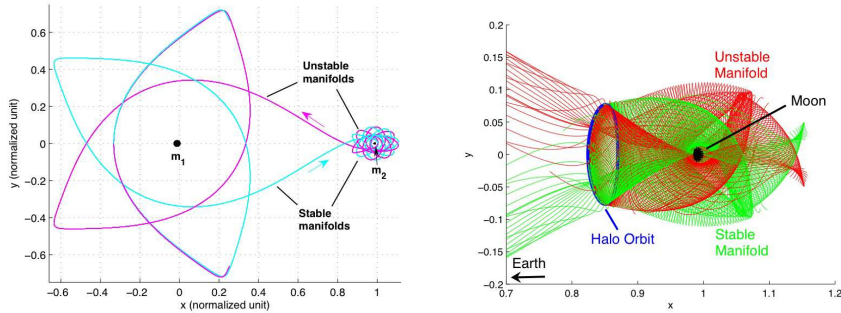 0.6
0.4
0.2
0
-0.2
-0.4
-0.6
y (normalized unit)
-0.6
-0.4
-0.2
0
0.2
0.4
0.6
0.8
1
x (normalized unit)
Unstable
manifolds
m1
m2
Stable
manifolds
0.2
0.15
0.1
0.05
0
-0.05
-0.1
-0.15
-0.2
y
0.7
0.8
0.9
1
1.1
1.2
x
Unstable
Manifold
Moon
Halo Orbit
Stable
Manifold
Earth